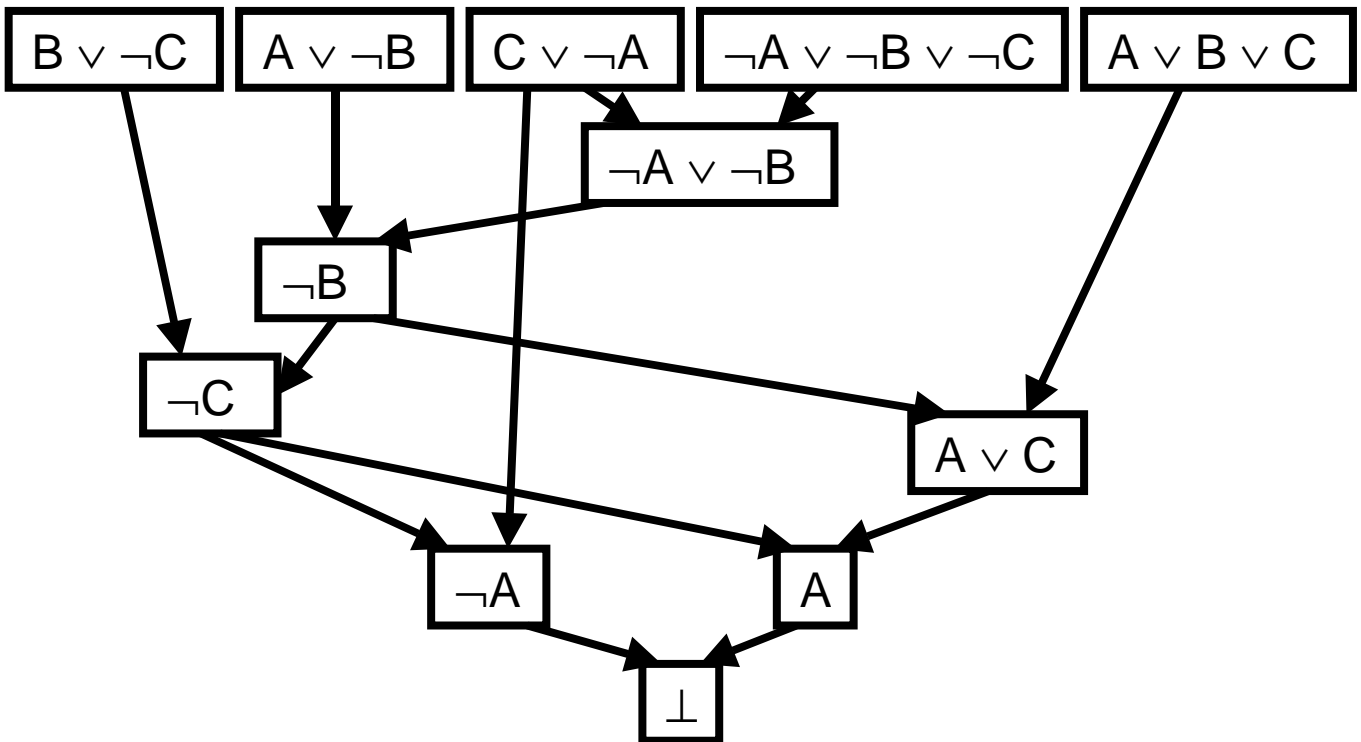 B ∨ ¬C
A ∨ ¬B
C ∨ ¬A
¬A ∨ ¬B ∨ ¬C
A ∨ B ∨ C
¬A ∨ ¬B
¬B
¬C
A ∨ C
¬A
A
⊥